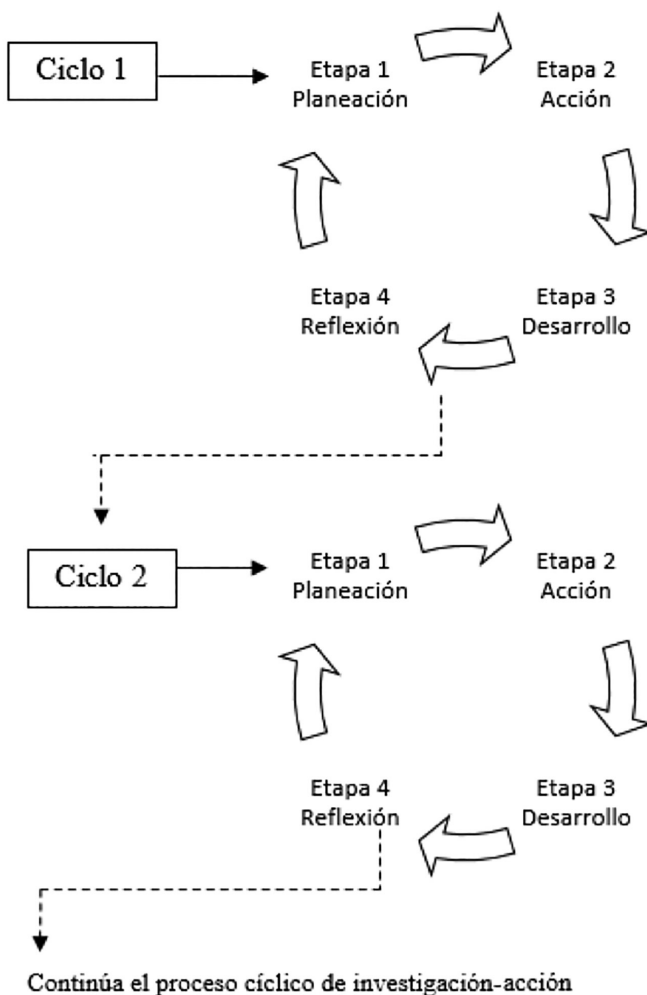 Ciclo 1
Etapa 1
Planeación
Etapa 2
Acción
Etapa 4
Reflexión
Etapa 3
Desarrollo
Ciclo 2
Etapa 1
Planeación
Etapa 2
Acción
Etapa 4
Reflexión
Etapa 3
Desarrollo
Continúa el proceso cíclico de investigación-acción